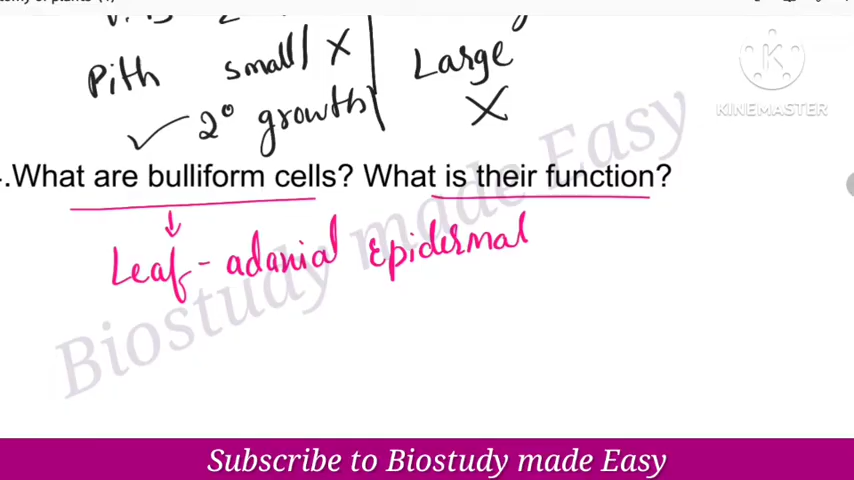 Pith small/ X Large
✓ 2° growth X
.What are bulliform cells? What is their function?
↓
Leaf - adanial Epidermal
Biostudy made Easy
KINEMASTER
Subscribe to Biostudy made Easy